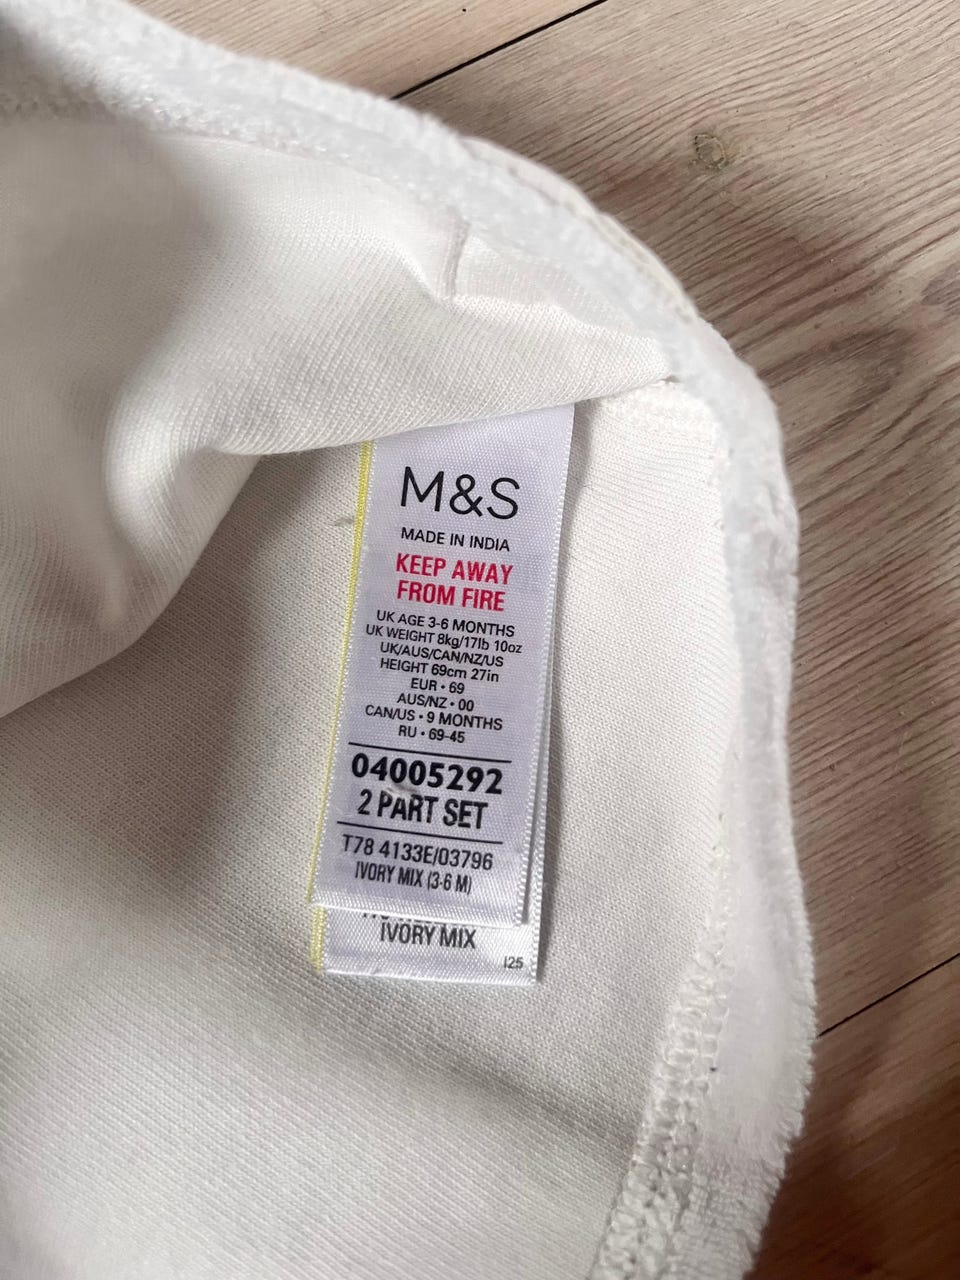 M&S
MADE IN INDIA
KEEP AWAY
FROM FIRE
UK AGE 3-6 MONTHS
UK WEIGHT 8kg/17lb 10oz
UK/AUS/CAN/NZ/US
HEIGHT 69cm 27in
EUR • 69
AUS/NZ • 00
CAN/US • 9 MONTHS
RU • 69-45
04005292
2 PART SET
T78 4133E/03796
IVORY MIX (3-6 M)
IVORY MIX
I25